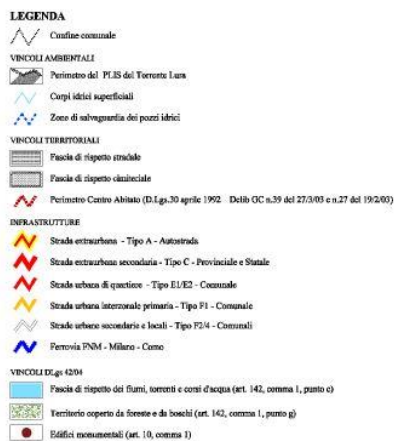 LEGENDA
Confine comunale
VINCOLI AMBIENTALI
Perimetro del PLIS del Torrente Lura
Corpi idrici superficiali
Zone di salvaguardia dei pozzi idrici
VINCOLI TERRITORIALI
Fascia di rispetto stradale
Fascia di rispetto cimiteriale
Perimetro Centro Abitato (D.Lgs.30 aprile 1992 Delib GC n.39 del 27/3/03 e n.27 del 19/2/03)
INFRASTRUTTURE
Strada extraurbana - Tipo A - Autostrada
Strada extraurbana secondaria - Tipo C - Provinciale e Statale
Strada urbana di quartiere - Tipo E1/E2 - Comunale
Strada urbana interzonale primaria - Tipo F1 - Comunale
Strade urbane secondarie e locali - Tipo F2/4 - Comunali
Ferrovia FNM - Milano - Como
VINCOLI DLgs 42/04
Fascia di rispetto dei fiumi, torrenti e corsi d'acqua (art. 142, comma 1, punto c)
Territorio coperto da foreste e da boschi (art. 142, comma 1, punto g)
Edifici monumentali (art. 10, comma 1)